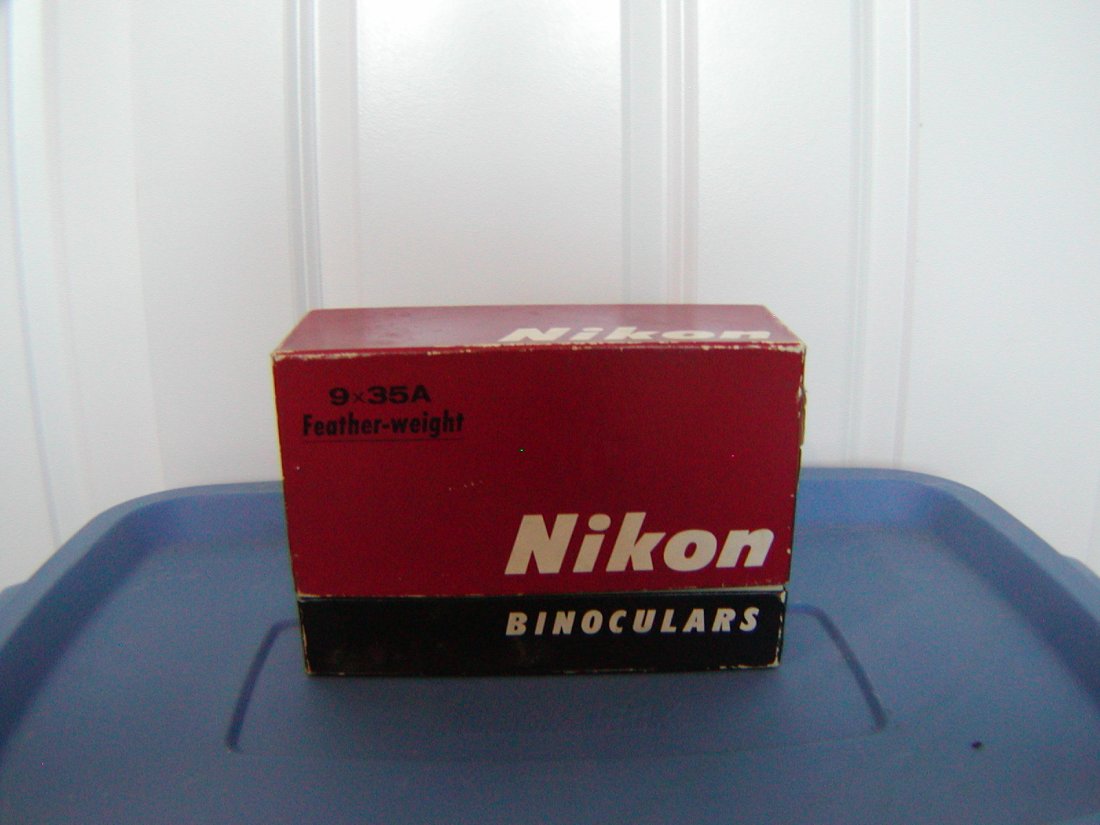 Nikon
9×35A
Feather-weight
Nikon
BINOCULARS